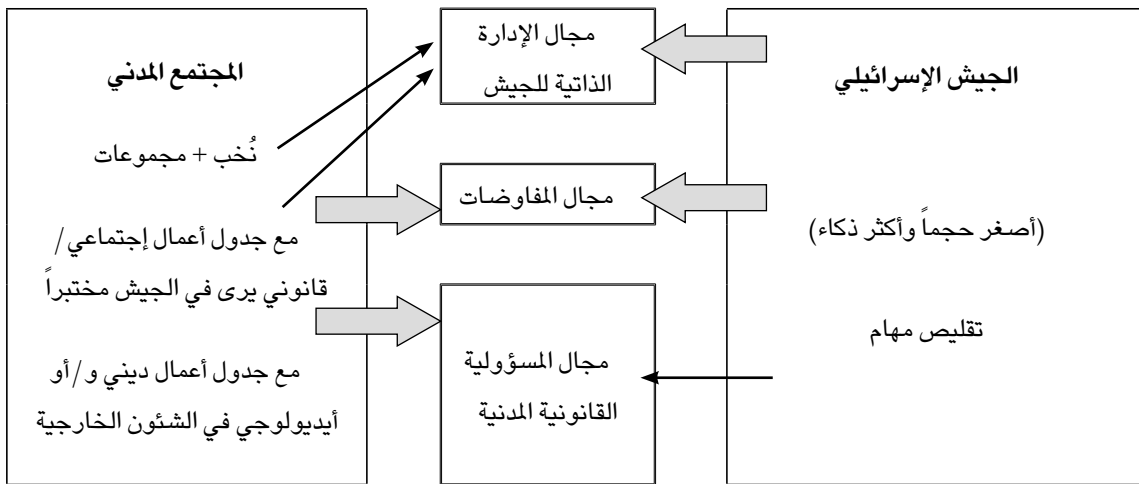 الجيش الإسرائيلي
(أصغر حجماً وأكثر ذكاء)
تقليص مهام
مجال الإدارة
الذاتية للجيش
مجال المفاوضات
مجال المسؤولية
القانونية المدنية
المجتمع المدني
نُخب + مجموعات
مع جدول أعمال إجتماعي/
قانوني يرى في الجيش مختبراً
مع جدول أعمال ديني و/أو
أيديولوجي في الشئون الخارجية